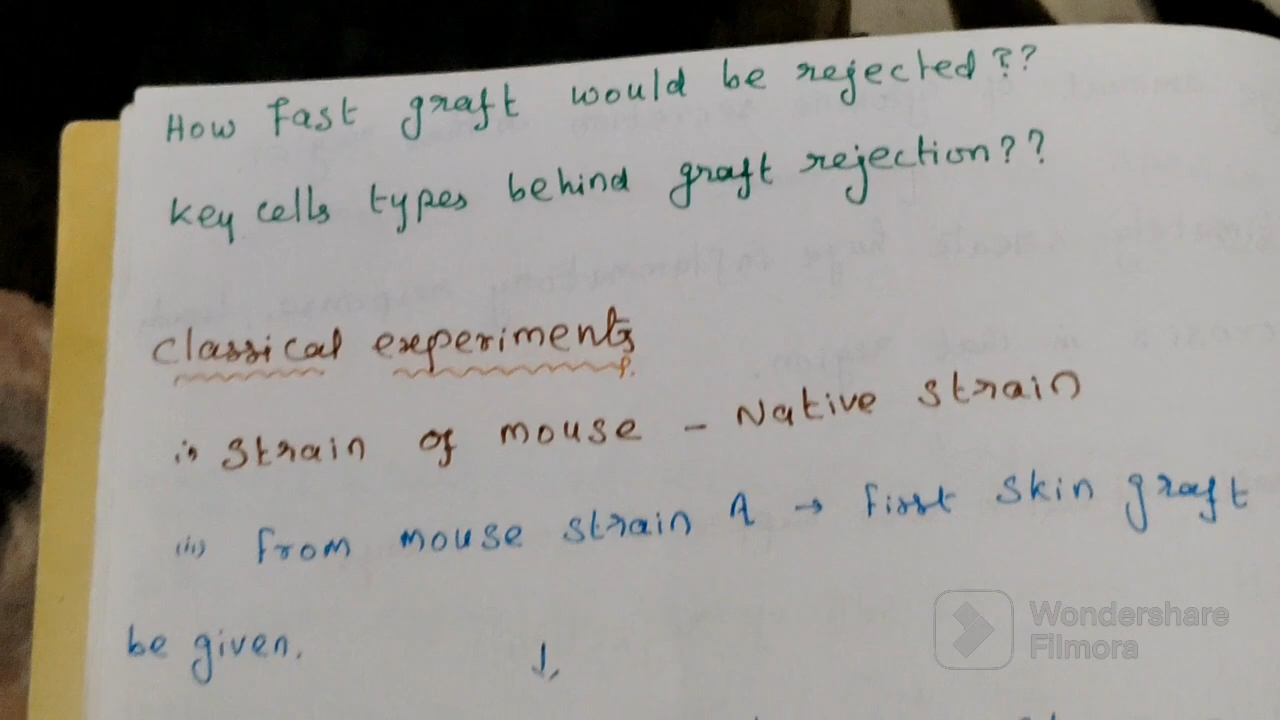 How fast graft would be rejected??
Key cells types behind graft rejection??
Classical experiments
i) Strain of mouse - Native strain
ii) From mouse strain A → First skin graft
be given.
↓
Wondershare
Filmora